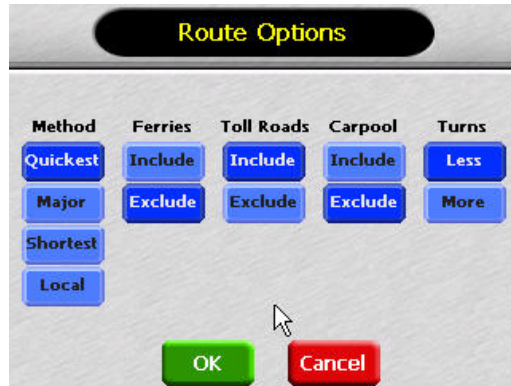 Route Options
Method Ferries Toll Roads Carpool Turns
Quickest Include Include Include Less
Major Exclude Exclude Exclude More
Shortest
Local
OK Cancel